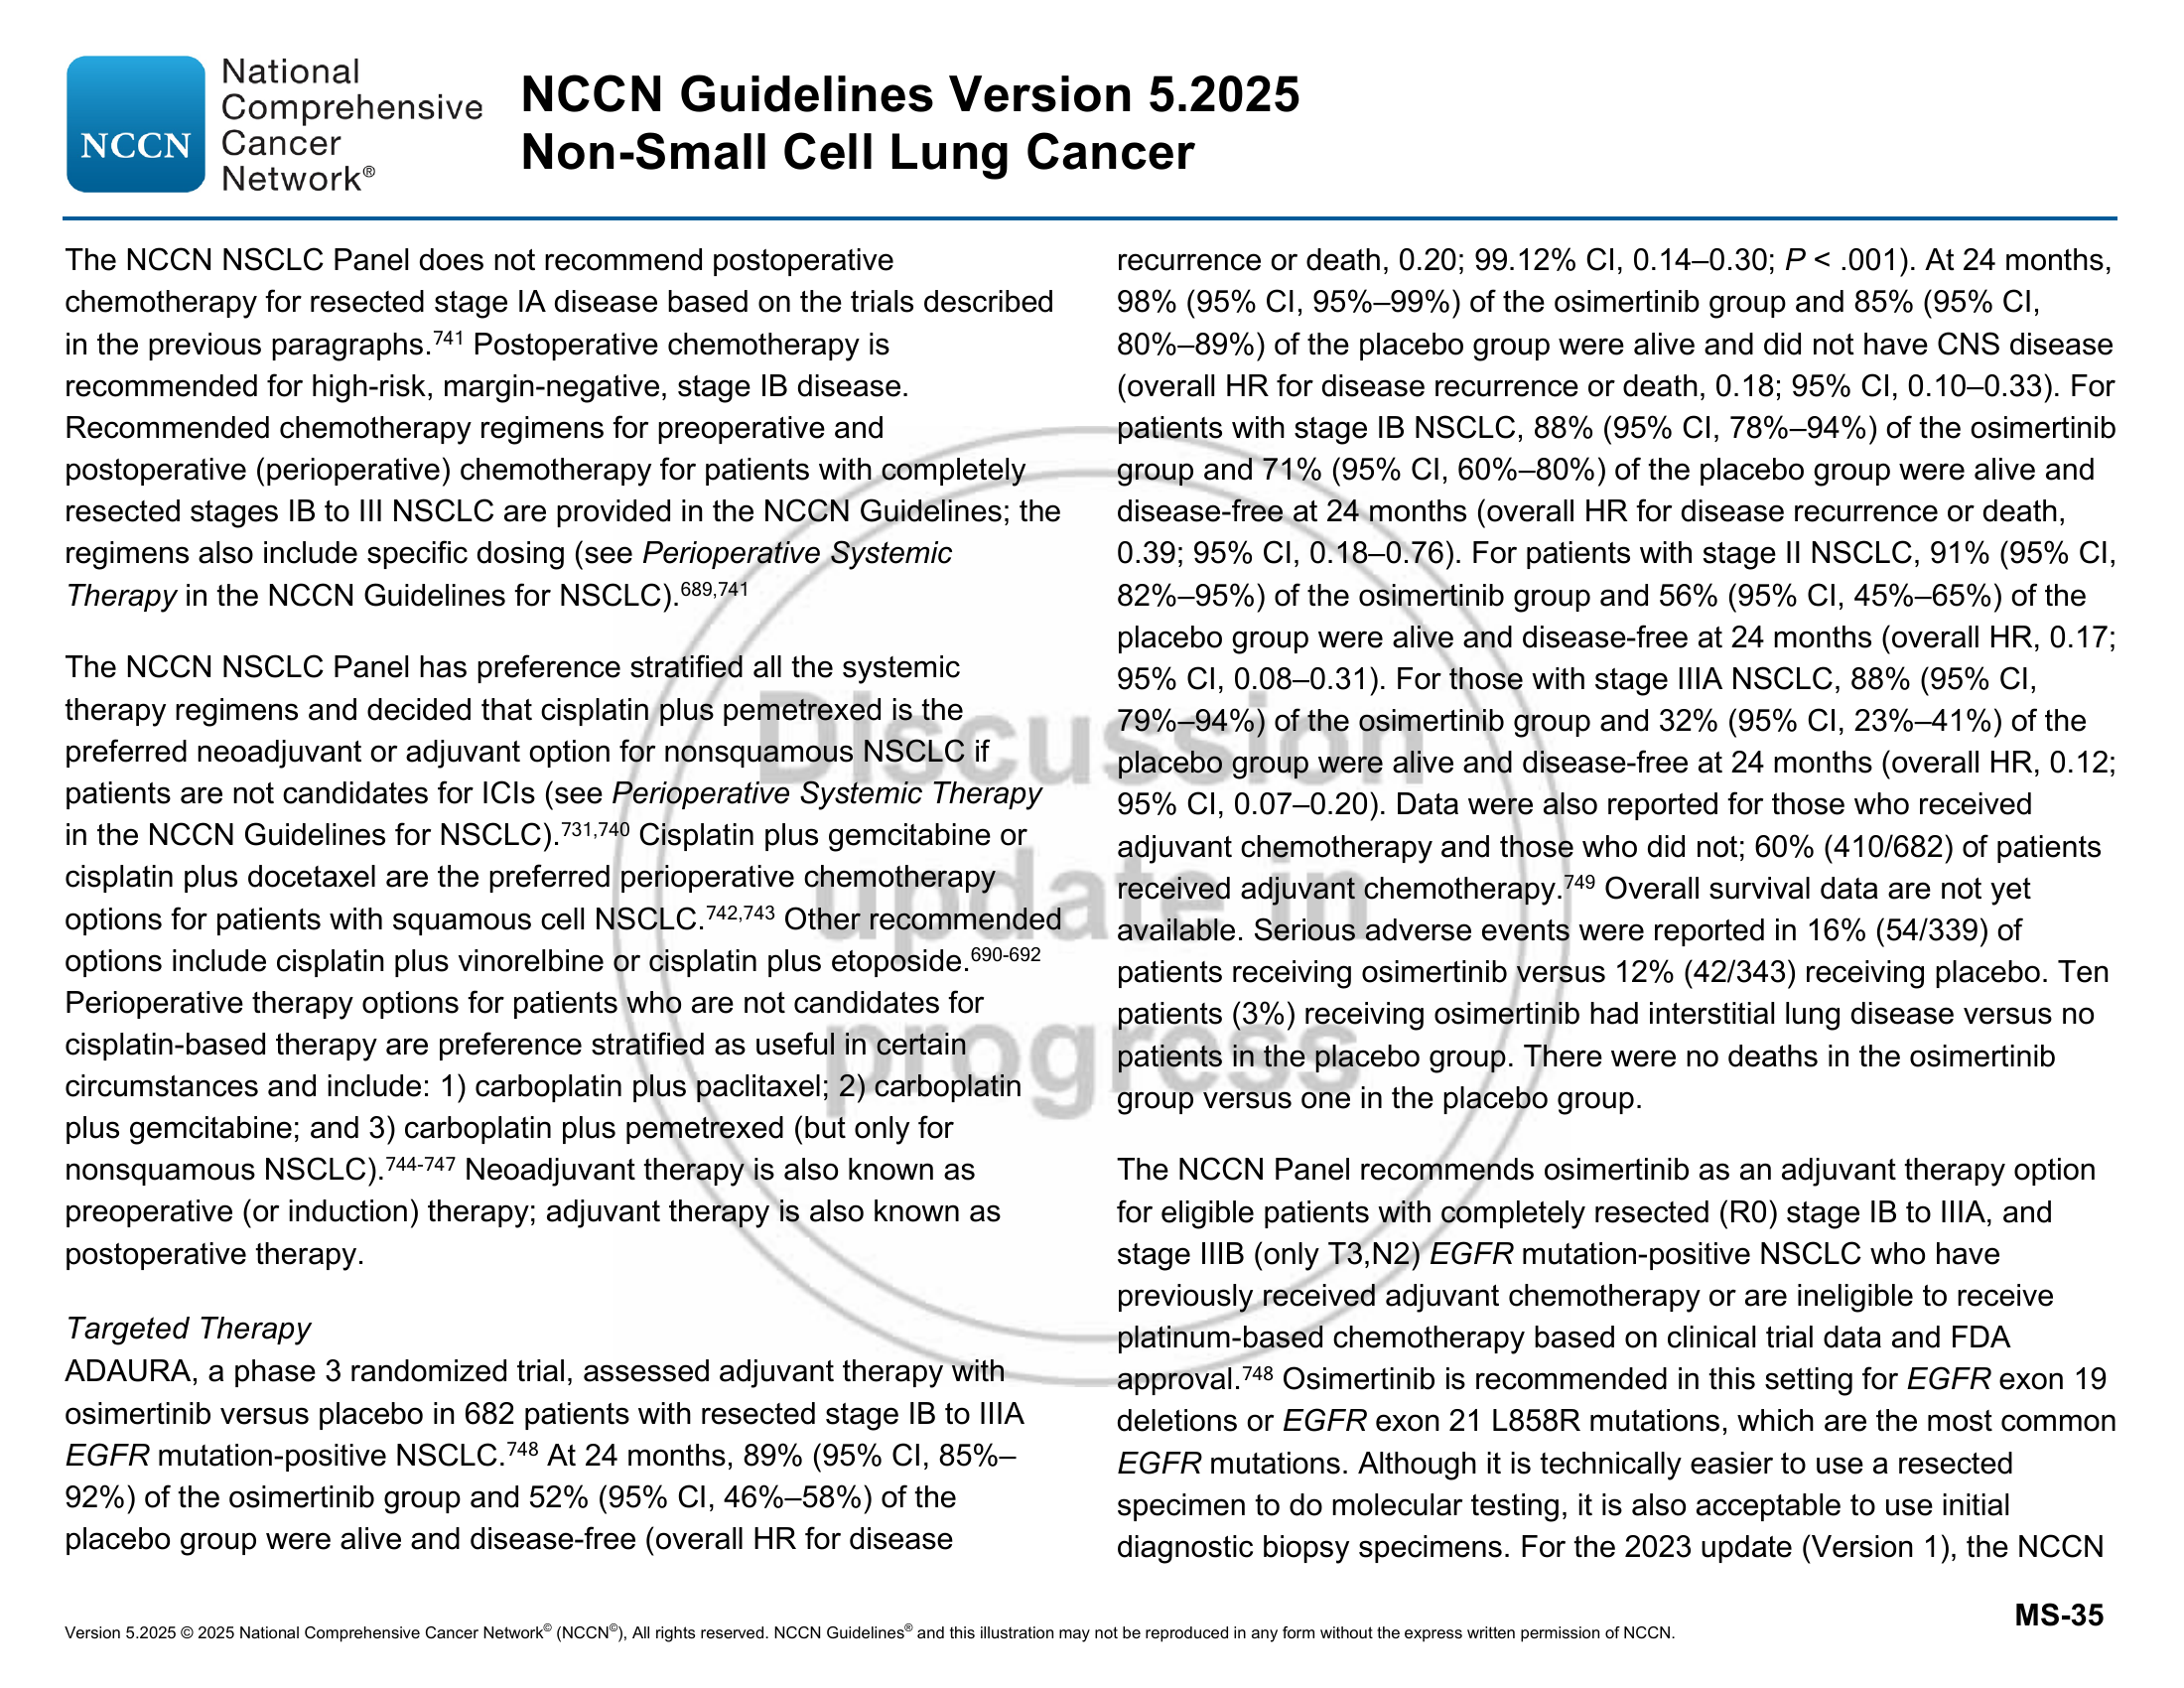 NCCN
National
Comprehensive
Cancer
Network®
NCCN Guidelines Version 5.2025
Non-Small Cell Lung Cancer
The NCCN NSCLC Panel does not recommend postoperative
chemotherapy for resected stage IA disease based on the trials described
in the previous paragraphs.741 Postoperative chemotherapy is
recommended for high-risk, margin-negative, stage IB disease.
Recommended chemotherapy regimens for preoperative and
postoperative (perioperative) chemotherapy for patients with completely
resected stages IB to III NSCLC are provided in the NCCN Guidelines; the
regimens also include specific dosing (see Perioperative Systemic
Therapy in the NCCN Guidelines for NSCLC).689,741
The NCCN NSCLC Panel has preference stratified all the systemic
therapy regimens and decided that cisplatin plus pemetrexed is the
preferred neoadjuvant or adjuvant option for nonsquamous NSCLC if
patients are not candidates for ICIs (see Perioperative Systemic Therapy
in the NCCN Guidelines for NSCLC).731,740 Cisplatin plus gemcitabine or
cisplatin plus docetaxel are the preferred perioperative chemotherapy
options for patients with squamous cell NSCLC.742,743 Other recommended
options include cisplatin plus vinorelbine or cisplatin plus etoposide.690-692
Perioperative therapy options for patients who are not candidates for
cisplatin-based therapy are preference stratified as useful in certain
circumstances and include: 1) carboplatin plus paclitaxel; 2) carboplatin
plus gemcitabine; and 3) carboplatin plus pemetrexed (but only for
nonsquamous NSCLC).744-747 Neoadjuvant therapy is also known as
preoperative (or induction) therapy; adjuvant therapy is also known as
postoperative therapy.
Targeted Therapy
ADAURA, a phase 3 randomized trial, assessed adjuvant therapy with
osimertinib versus placebo in 682 patients with resected stage IB to IIIA
EGFR mutation-positive NSCLC.748 At 24 months, 89% (95% CI, 85%–
92%) of the osimertinib group and 52% (95% CI, 46%–58%) of the
placebo group were alive and disease-free (overall HR for disease
recurrence or death, 0.20; 99.12% CI, 0.14–0.30; P < .001). At 24 months,
98% (95% CI, 95%–99%) of the osimertinib group and 85% (95% CI,
80%–89%) of the placebo group were alive and did not have CNS disease
(overall HR for disease recurrence or death, 0.18; 95% CI, 0.10–0.33). For
patients with stage IB NSCLC, 88% (95% CI, 78%–94%) of the osimertinib
group and 71% (95% CI, 60%–80%) of the placebo group were alive and
disease-free at 24 months (overall HR for disease recurrence or death,
0.39; 95% CI, 0.18–0.76). For patients with stage II NSCLC, 91% (95% CI,
82%–95%) of the osimertinib group and 56% (95% CI, 45%–65%) of the
placebo group were alive and disease-free at 24 months (overall HR, 0.17;
95% CI, 0.08–0.31). For those with stage IIIA NSCLC, 88% (95% CI,
79%–94%) of the osimertinib group and 32% (95% CI, 23%–41%) of the
placebo group were alive and disease-free at 24 months (overall HR, 0.12;
95% CI, 0.07–0.20). Data were also reported for those who received
adjuvant chemotherapy and those who did not; 60% (410/682) of patients
received adjuvant chemotherapy.749 Overall survival data are not yet
available. Serious adverse events were reported in 16% (54/339) of
patients receiving osimertinib versus 12% (42/343) receiving placebo. Ten
patients (3%) receiving osimertinib had interstitial lung disease versus no
patients in the placebo group. There were no deaths in the osimertinib
group versus one in the placebo group.
The NCCN Panel recommends osimertinib as an adjuvant therapy option
for eligible patients with completely resected (R0) stage IB to IIIA, and
stage IIIB (only T3,N2) EGFR mutation-positive NSCLC who have
previously received adjuvant chemotherapy or are ineligible to receive
platinum-based chemotherapy based on clinical trial data and FDA
approval.748 Osimertinib is recommended in this setting for EGFR exon 19
deletions or EGFR exon 21 L858R mutations, which are the most common
EGFR mutations. Although it is technically easier to use a resected
specimen to do molecular testing, it is also acceptable to use initial
diagnostic biopsy specimens. For the 2023 update (Version 1), the NCCN
Discussion
update in
progress
MS-35
Version 5.2025 © 2025 National Comprehensive Cancer Network© (NCCN©), All rights reserved. NCCN Guidelines® and this illustration may not be reproduced in any form without the express written permission of NCCN.